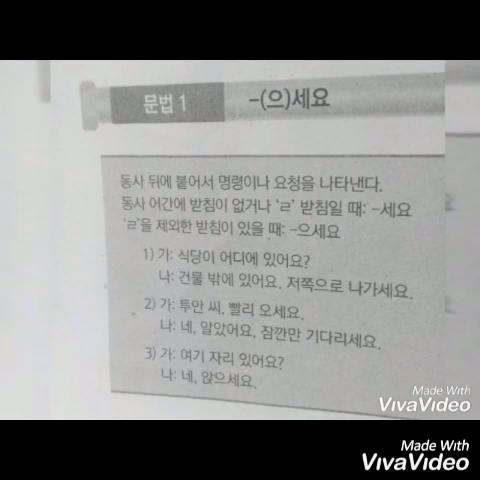 문법 1
-(으)세요
동사 뒤에 붙어서 명령이나 요청을 나타낸다.
동사 어간에 받침이 없거나 'ㄹ' 받침일 때: -세요
'ㄹ'을 제외한 받침이 있을 때: -으세요
1) 가: 식당이 어디에 있어요?
나: 건물 밖에 있어요. 저쪽으로 나가세요.
2) 가: 투안 씨, 빨리 오세요.
나: 네, 알았어요. 잠깐만 기다리세요.
3) 가: 여기 자리 있어요?
나: 네, 앉으세요.
Made With
VivaVideo
Made With
VivaVideo